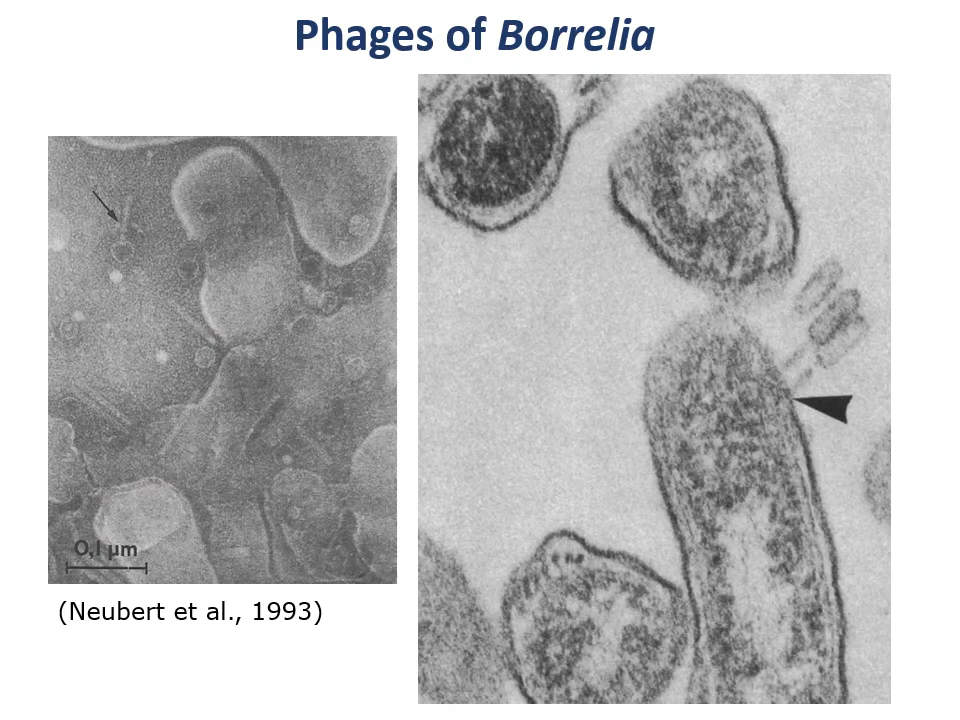 Phages of Borrelia
0,1 µm
(Neubert et al., 1993)